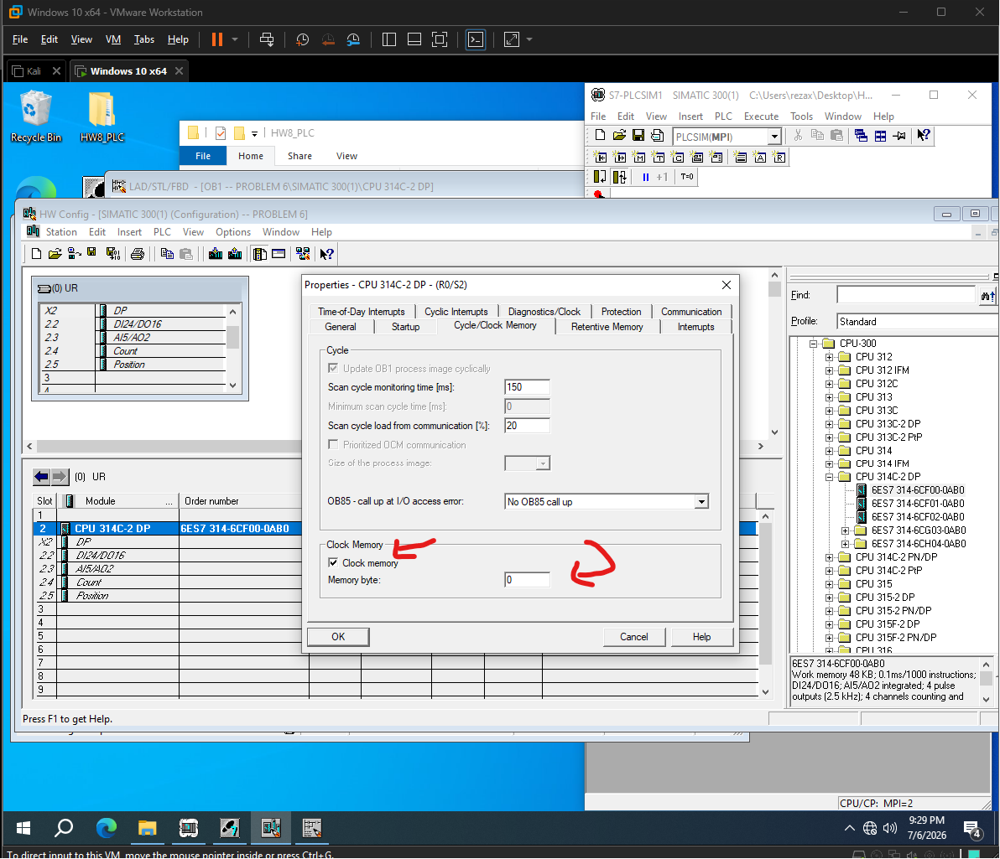 Windows 10 x64 - VMware Workstation
File Edit View VM Tabs Help
Kali
Windows 10 x64
Recycle Bin
HW8_PLC
HW8_PLC
File Home Share View
S7-PLCSIM1 SIMATIC 300(1) C:\Users\rezax\Desktop\H...
File Edit View Insert PLC Execute Tools Window Help
PLCSIM(MPI)
+1 T=0
LAD/STL/FBD - [OB1 -- PROBLEM 6\SIMATIC 300(1)\CPU 314C-2 DP]
HW Config - [SIMATIC 300(1) (Configuration) -- PROBLEM 6]
Station Edit Insert PLC View Options Window Help
(0) UR
X2 DP
2.2 DI24/DO16
2.3 AI5/AO2
2.4 Count
2.5 Position
3
4
Properties - CPU 314C-2 DP - (R0/S2)
Time-of-Day Interrupts Cyclic Interrupts Diagnostics/Clock Protection Communication
General Startup Cycle/Clock Memory Retentive Memory Interrupts
Cycle
Update OB1 process image cyclically
Scan cycle monitoring time [ms]: 150
Minimum scan cycle time [ms]: 0
Scan cycle load from communication [%]: 20
Prioritized OCM communication
Size of the process image:
OB85 - call up at I/O access error: No OB85 call up
Clock Memory
Clock memory
Memory byte: 0
OK Cancel Help
Find:
Profile: Standard
CPU-300
CPU 312
CPU 312 IFM
CPU 312C
CPU 313
CPU 313C
CPU 313C-2 DP
CPU 313C-2 PtP
CPU 314
CPU 314 IFM
CPU 314C-2 DP
6ES7 314-6CF00-0AB0
6ES7 314-6CF01-0AB0
6ES7 314-6CF02-0AB0
6ES7 314-6CG03-0AB0
6ES7 314-6CH04-0AB0
CPU 314C-2 PN/DP
CPU 314C-2 PtP
CPU 315
CPU 315-2 DP
CPU 315-2 PN/DP
CPU 315F-2 DP
CPU 315F-2 PN/DP
CPU 316
6ES7 314-6CF00-0AB0
Work memory 48 KB; 0.1ms/1000 instructions;
DI24/DO16; AI5/AO2 integrated; 4 pulse
outputs (2.5 kHz); 4 channels counting and
(0) UR
Slot Module ... Order number
1
2 CPU 314C-2 DP 6ES7 314-6CF00-0AB0
X2 DP
2.2 DI24/DO16
2.3 AI5/AO2
2.4 Count
2.5 Position
3
4
5
6
7
8
9
Press F1 to get Help.
CPU/CP: MPI=2
9:29 PM
7/6/2026
4
To direct input to this VM, move the mouse pointer inside or press Ctrl+G.